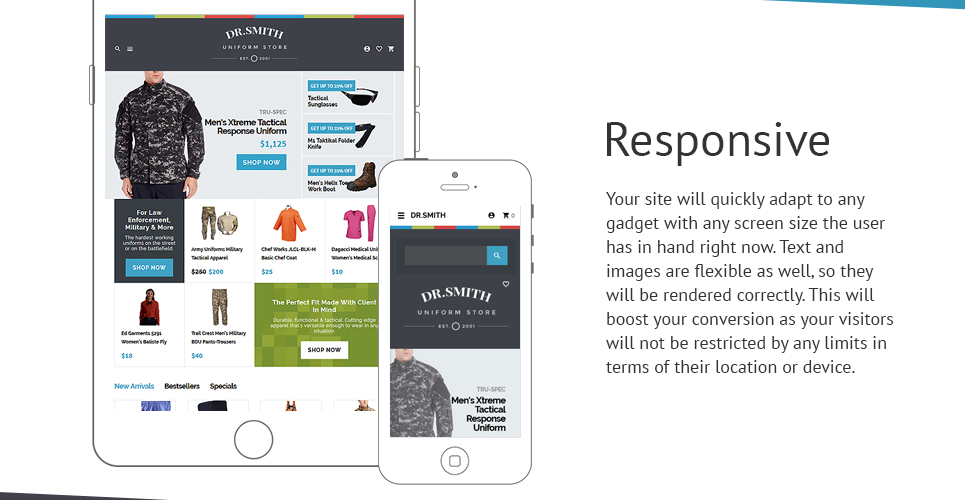 DR.SMITH
UNIFORM STORE
EST. 2001
TRU-SPEC
Men's Xtreme Tactical
Response Uniform
$1,125
SHOP NOW
GET UP TO 35% OFF
Tactical
Sunglasses
GET UP TO 35% OFF
M1 Taktikal Folder
Knife
GET UP TO 35% OFF
Men's Helix Toe
Work Boot
For Law
Enforcement,
Military & More
The hardest working
uniforms on the street
or on the battlefield.
SHOP NOW
Army Uniforms Military
Tactical Apparel
$250 $200
Chef Works JLCL-BLK-M
Basic Chef Coat
$25
Dagacci Medical Uni
Women's Medical Sc
$10
Ed Garments 5291
Women's Batiste Fly
$18
Trail Crest Men's Military
BDU Pants-Trousers
$40
The Perfect Fit Made With Client
In Mind
Durable, functional & tactical. Cutting edge
apparel that's versatile enough to wear in any
situation
SHOP NOW
New Arrivals Bestsellers Specials
DR.SMITH
0
DR.SMITH
UNIFORM STORE
EST. 2001
TRU-SPEC
Men's Xtreme
Tactical
Response
Uniform
Responsive
Your site will quickly adapt to any
gadget with any screen size the user
has in hand right now. Text and
images are flexible as well, so they
will be rendered correctly. This will
boost your conversion as your visitors
will not be restricted by any limits in
terms of their location or device.